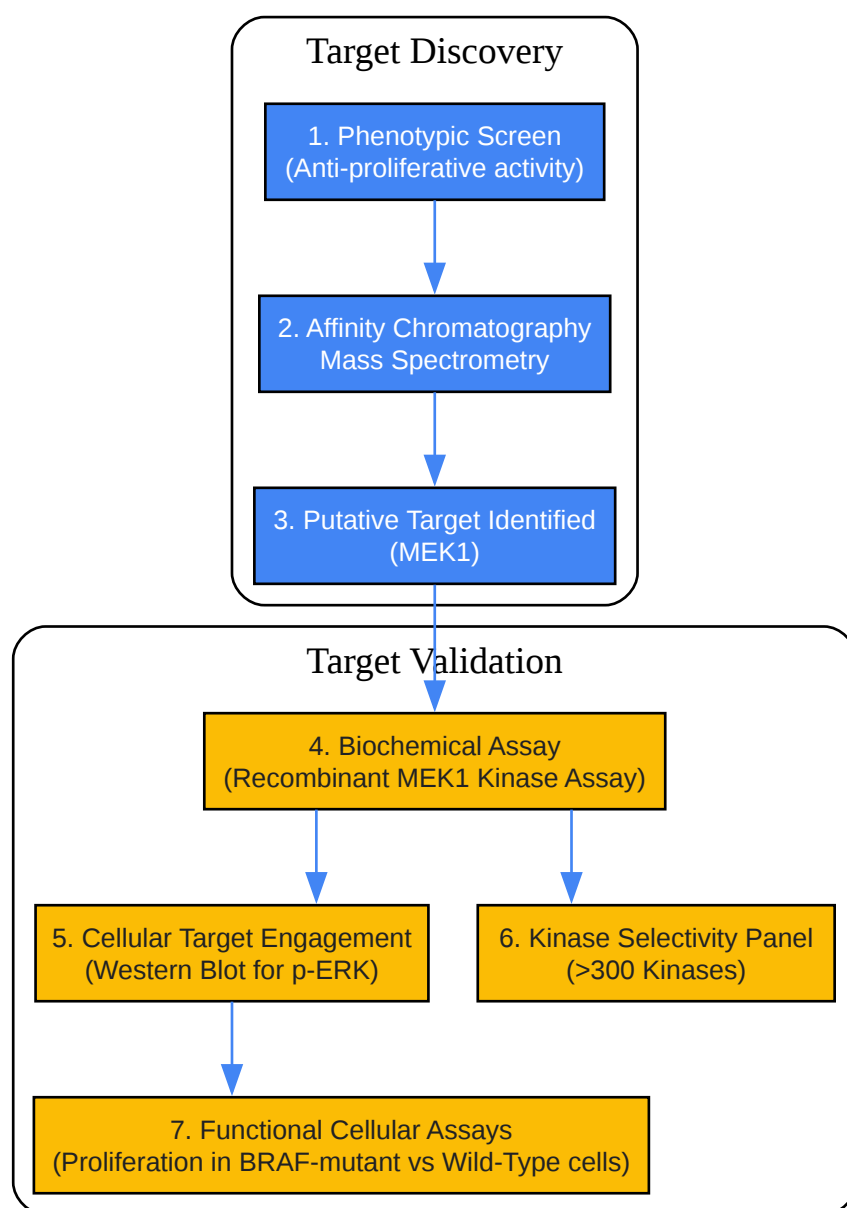 Target Discovery
1. Phenotypic Screen
(Anti-proliferative activity)
2. Affinity Chromatography
Mass Spectrometry
3. Putative Target Identified
(MEK1)
Target Validation
4. Biochemical Assay
(Recombinant MEK1 Kinase Assay)
5. Cellular Target Engagement
(Western Blot for p-ERK)
6. Kinase Selectivity Panel
(>300 Kinases)
7. Functional Cellular Assays
(Proliferation in BRAF-mutant vs Wild-Type cells)